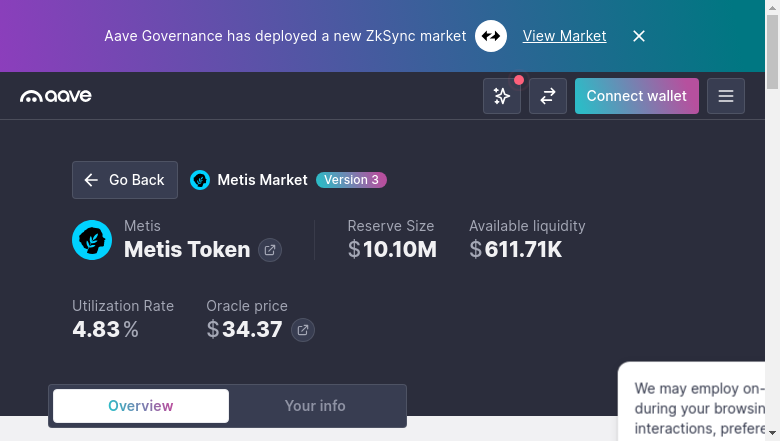 Aave Governance has deployed a new ZkSync market View Market
aave
Connect wallet
Go Back
Metis Market Version 3
Metis
Metis Token
Reserve Size
$10.10M
Available liquidity
$611.71K
Utilization Rate
4.83%
Oracle price
$34.37
Overview
Your info
We may employ on-
during your browsin
interactions, prefere